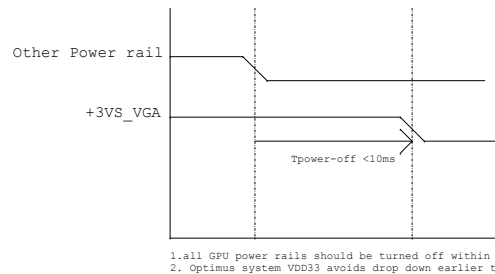 Other Power rail
+3VS_VGA
Tpower-off <10ms
1.all GPU power rails should be turned off within
2. Optimus system VDD33 avoids drop down earlier t